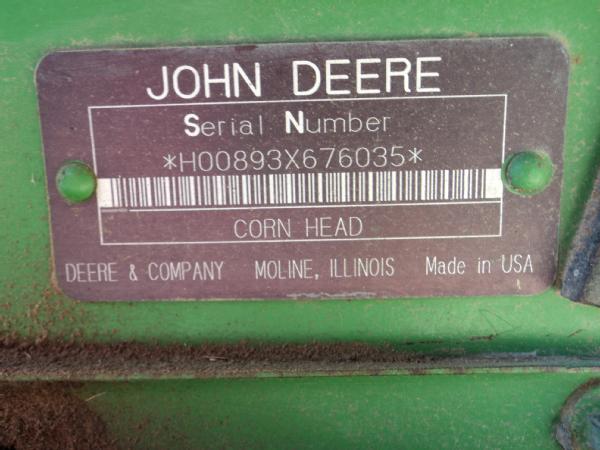 JOHN DEERE
Serial Number
*H00893X676035*
CORN HEAD
DEERE & COMPANY MOLINE, ILLINOIS Made in USA